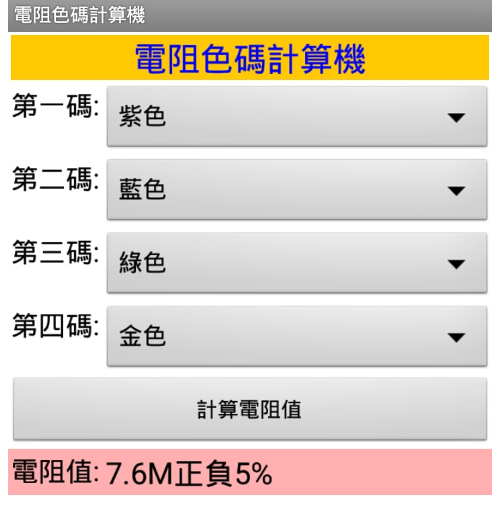 電阻色碼計算機
電阻色碼計算機
第一碼: 紫色
第二碼: 藍色
第三碼: 綠色
第四碼: 金色
計算電阻值
電阻值: 7.6M正負5%